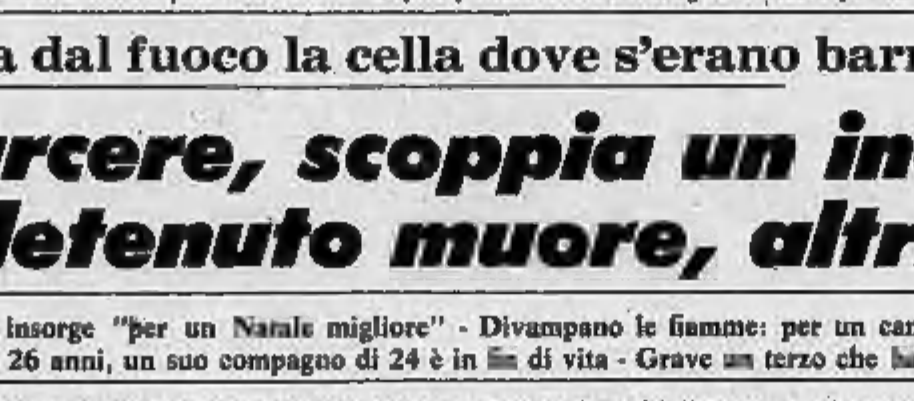 a dal fuoco la cella dove s'erano barr
rcere, scoppia un in
detenuto muore, altr
insorge "per un Natale migliore" - Divampano le fiamme: per un car
26 anni, un suo compagno di 24 è in fin di vita - Grave un terzo che ha